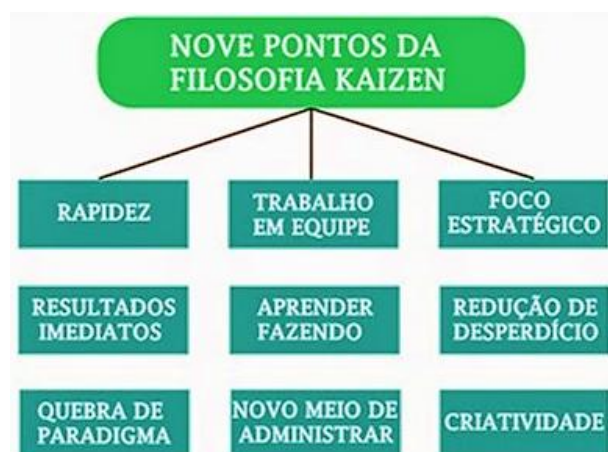 NOVE PONTOS DA
FILOSOFIA KAIZEN
RAPIDEZ
TRABALHO
EM EQUIPE
FOCO
ESTRATÉGICO
RESULTADOS
IMEDIATOS
APRENDER
FAZENDO
REDUÇÃO DE
DESPERDÍCIO
QUEBRA DE
PARADIGMA
NOVO MEIO DE
ADMINISTRAR
CRIATIVIDADE